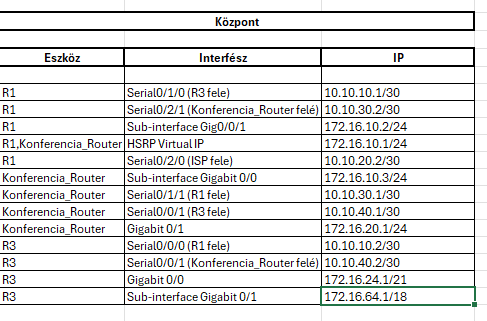 Központ
Eszköz Interfész IP
R1 Serial0/1/0 (R3 fele) 10.10.10.1/30
R1 Serial0/2/1 (Konferencia_Router felé) 10.10.30.2/30
R1 Sub-interface Gig0/0/1 172.16.10.2/24
R1,Konferencia_Router HSRP Virtual IP 172.16.10.1/24
R1 Serial0/2/0 (ISP fele) 10.10.20.2/30
Konferencia_Router Sub-interface Gigabit 0/0 172.16.10.3/24
Konferencia_Router Serial0/1/1 (R1 fele) 10.10.30.1/30
Konferencia_Router Serial0/0/1 (R3 fele) 10.10.40.1/30
Konferencia_Router Gigabit 0/1 172.16.20.1/24
R3 Serial0/0/0 (R1 fele) 10.10.10.2/30
R3 Serial0/0/1 (Konferencia_Router felé) 10.10.40.2/30
R3 Gigabit 0/0 172.16.24.1/21
R3 Sub-interface Gigabit 0/1 172.16.64.1/18